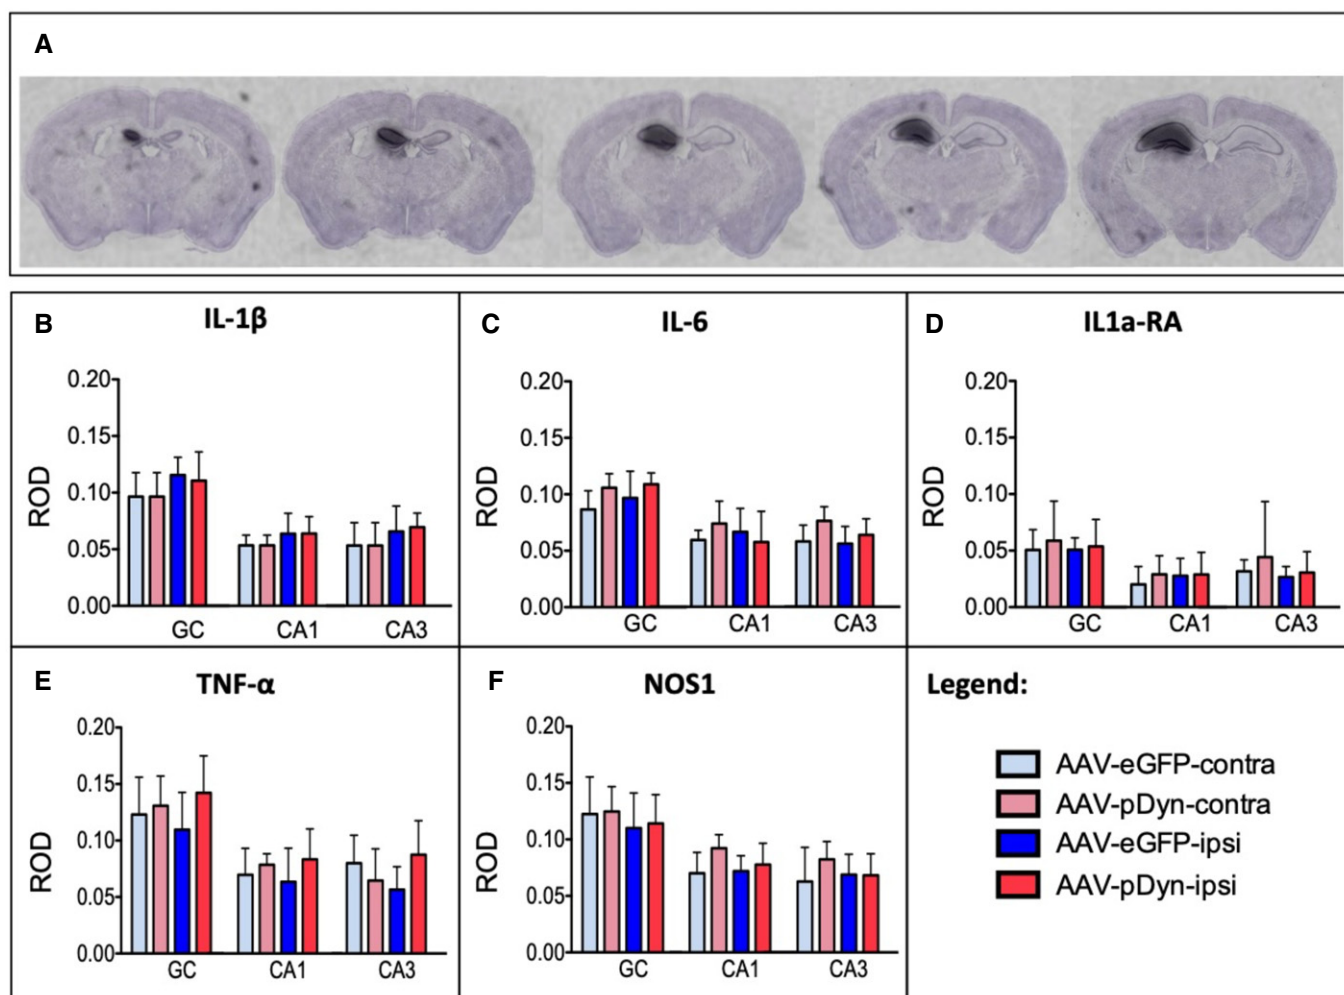 A
B
IL-1β
ROD
0.20
0.15
0.10
0.05
0.00
GC CA1 CA3
C
IL-6
ROD
0.20
0.15
0.10
0.05
0.00
GC CA1 CA3
D
IL1a-RA
ROD
0.20
0.15
0.10
0.05
0.00
GC CA1 CA3
E
TNF-α
ROD
0.20
0.15
0.10
0.05
0.00
GC CA1 CA3
F
NOS1
ROD
0.20
0.15
0.10
0.05
0.00
GC CA1 CA3
Legend:
AAV-eGFP-contra
AAV-pDyn-contra
AAV-eGFP-ipsi
AAV-pDyn-ipsi